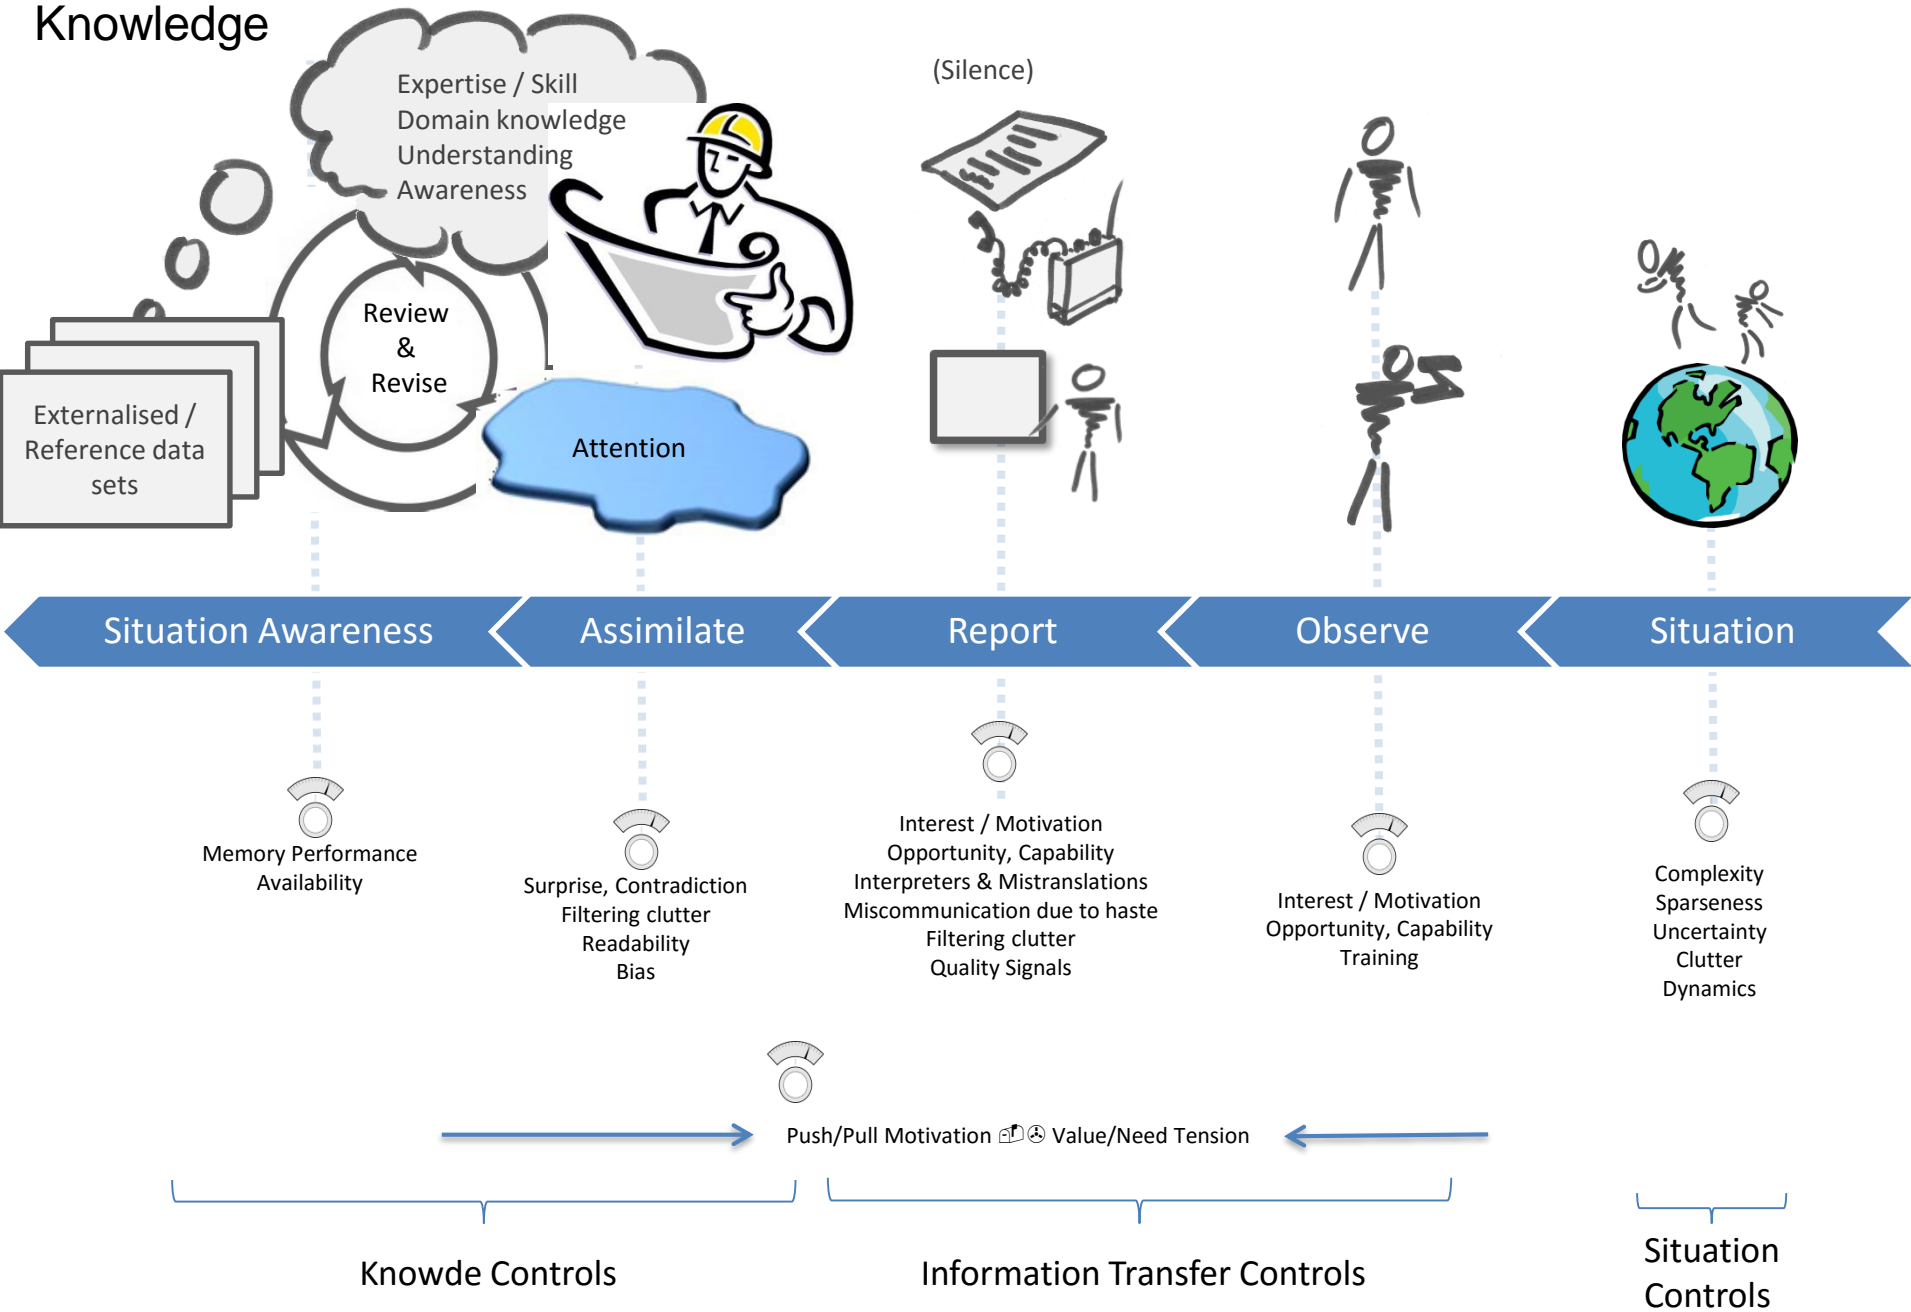 Knowledge
Expertise / Skill
Domain knowledge
Understanding
Awareness
(Silence)
Review
&
Revise
Externalised /
Reference data
sets
Attention
Situation Awareness
Assimilate
Report
Observe
Situation
Memory Performance
Availability
Surprise, Contradiction
Filtering clutter
Readability
Bias
Interest / Motivation
Opportunity, Capability
Interpreters & Mistranslations
Miscommunication due to haste
Filtering clutter
Quality Signals
Interest / Motivation
Opportunity, Capability
Training
Complexity
Sparseness
Uncertainty
Clutter
Dynamics
Push/Pull Motivation Value/Need Tension
Knowde Controls
Information Transfer Controls
Situation
Controls